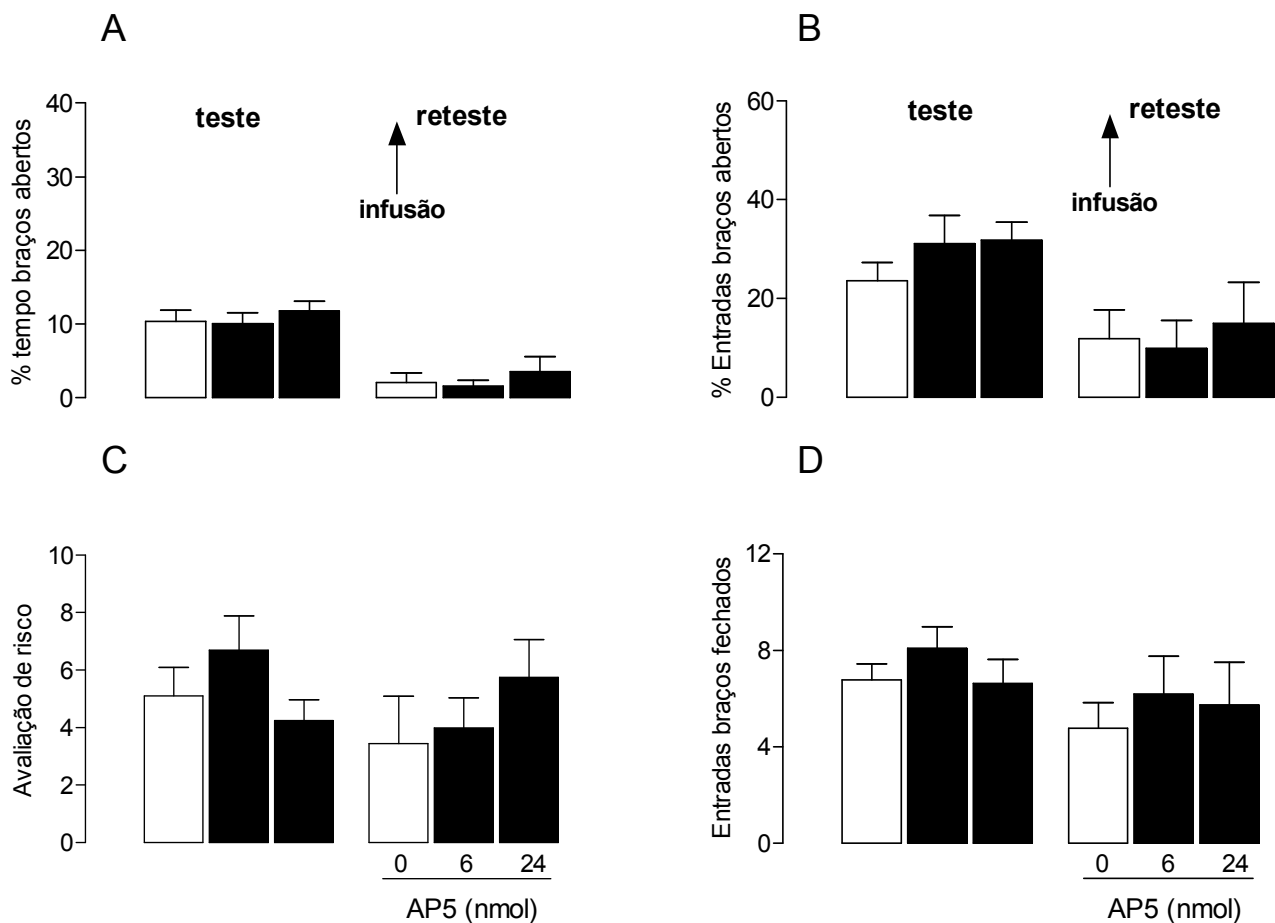 A
% tempo braços abertos
40
30
20
10
0
teste
reteste
infusão
B
% Entradas braços abertos
60
40
20
0
teste
reteste
infusão
C
Avaliação de risco
10
8
6
4
2
0
0 6 24
AP5 (nmol)
D
Entradas braços fechados
12
8
4
0
0 6 24
AP5 (nmol)